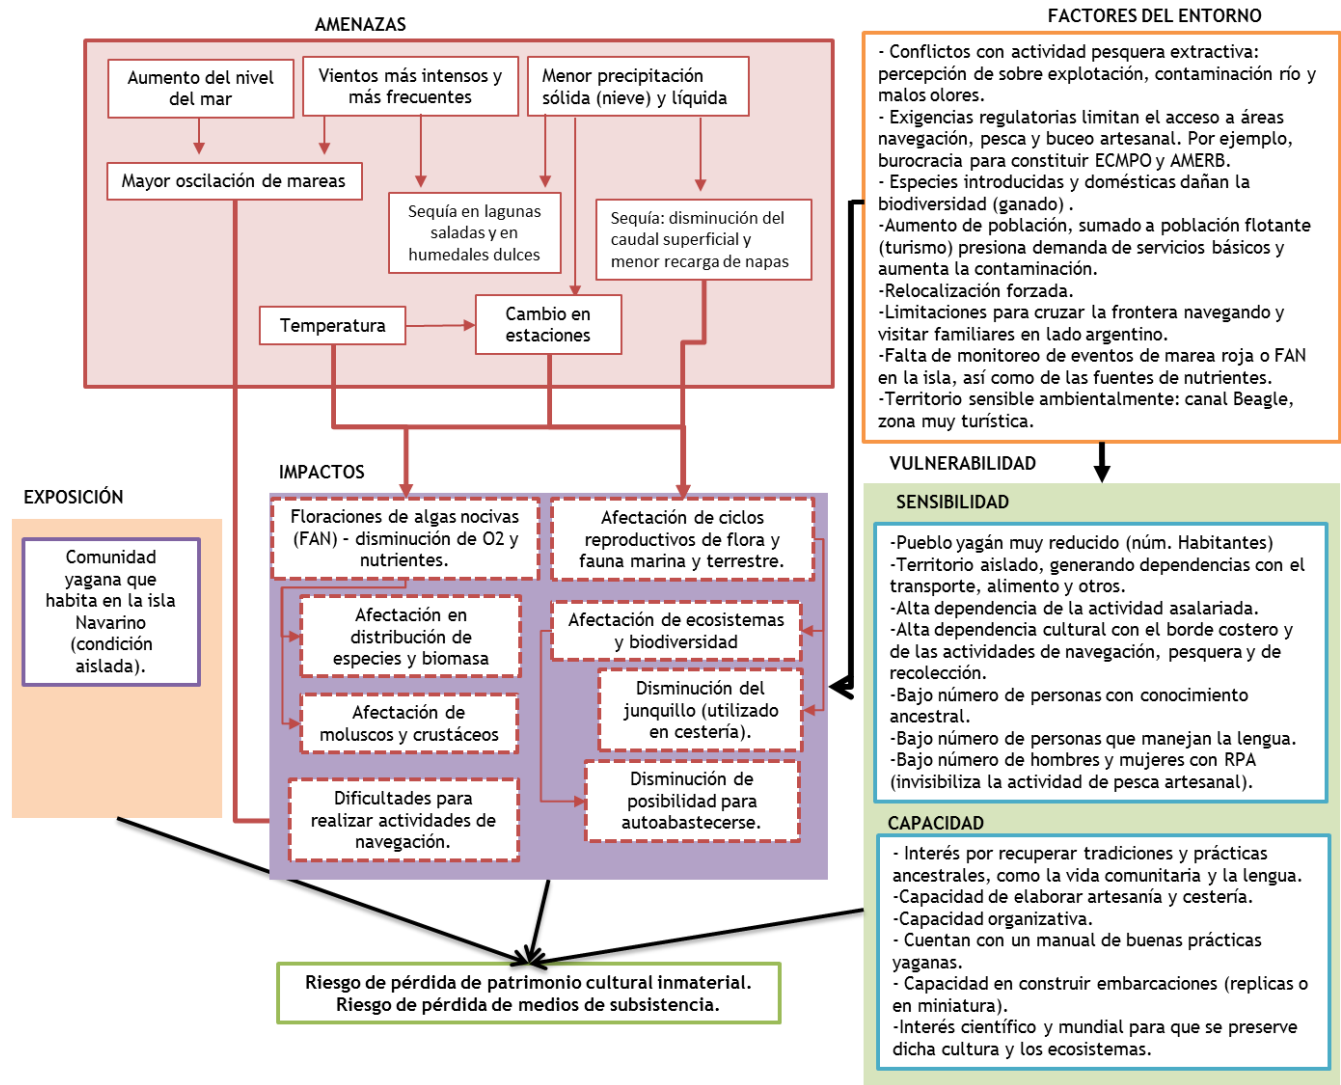 AMENAZAS
Aumento del nivel
del mar
Vientos más intensos y
más frecuentes
Menor precipitación
sólida (nieve) y líquida
Mayor oscilación de mareas
Sequía en lagunas
saladas y en
humedales dulces
Sequía: disminución del
caudal superficial y
menor recarga de napas
Temperatura
Cambio en
estaciones
FACTORES DEL ENTORNO
- Conflictos con actividad pesquera extractiva:
percepción de sobre explotación, contaminación río y
malos olores.
- Exigencias regulatorias limitan el acceso a áreas
navegación, pesca y buceo artesanal. Por ejemplo,
burocracia para constituir ECMPO y AMERB.
- Especies introducidas y domésticas dañan la
biodiversidad (ganado) .
-Aumento de población, sumado a población flotante
(turismo) presiona demanda de servicios básicos y
aumenta la contaminación.
-Relocalización forzada.
-Limitaciones para cruzar la frontera navegando y
visitar familiares en lado argentino.
-Falta de monitoreo de eventos de marea roja o FAN
en la isla, así como de las fuentes de nutrientes.
-Territorio sensible ambientalmente: canal Beagle,
zona muy turística.
EXPOSICIÓN
Comunidad
yagana que
habita en la isla
Navarino
(condición
aislada).
IMPACTOS
Floraciones de algas nocivas
(FAN) – disminución de O2 y
nutrientes.
Afectación en
distribución de
especies y biomasa
Afectación de
moluscos y crustáceos
Dificultades para
realizar actividades de
navegación.
Afectación de ciclos
reproductivos de flora y
fauna marina y terrestre.
Afectación de ecosistemas
y biodiversidad
Disminución del
junquillo (utilizado
en cestería).
Disminución de
posibilidad para
autoabastecerse.
VULNERABILIDAD
SENSIBILIDAD
-Pueblo yagán muy reducido (núm. Habitantes)
-Territorio aislado, generando dependencias con el
transporte, alimento y otros.
-Alta dependencia de la actividad asalariada.
-Alta dependencia cultural con el borde costero y
de las actividades de navegación, pesquera y de
recolección.
-Bajo número de personas con conocimiento
ancestral.
-Bajo número de personas que manejan la lengua.
-Bajo número de hombres y mujeres con RPA
(invisibiliza la actividad de pesca artesanal).
CAPACIDAD
- Interés por recuperar tradiciones y prácticas
ancestrales, como la vida comunitaria y la lengua.
-Capacidad de elaborar artesanía y cestería.
-Capacidad organizativa.
- Cuentan con un manual de buenas prácticas
yaganas.
- Capacidad en construir embarcaciones (replicas o
en miniatura).
-Interés científico y mundial para que se preserve
dicha cultura y los ecosistemas.
Riesgo de pérdida de patrimonio cultural inmaterial.
Riesgo de pérdida de medios de subsistencia.